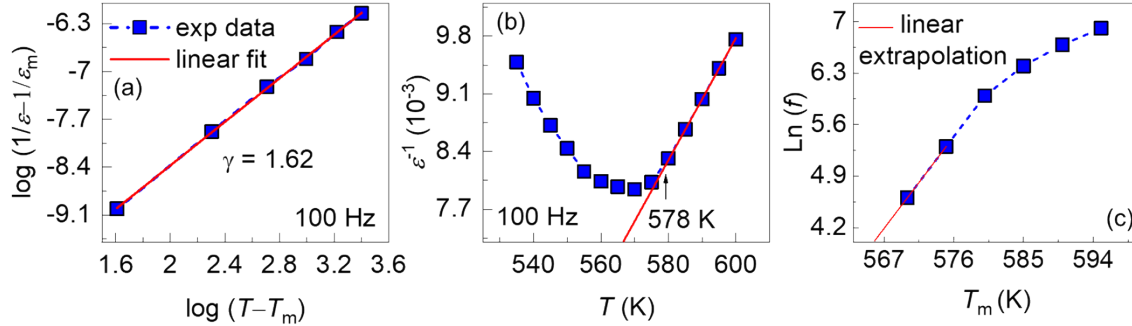 exp data
linear fit
(a)
γ = 1.62
100 Hz
-6.3
-7
-7.7
-8.4
-9.1
1.6 2 2.4 2.8 3.2 3.6
log (1/ε−1/εm)
log (T−Tm)
(b)
9.8
9.1
8.4
7.7
100 Hz
578 K
540 560 580 600
ε-1 (10-3)
T (K)
linear
extrapolation
(c)
7
6.3
5.6
4.9
4.2
567 576 585 594
Ln (f)
Tm (K)